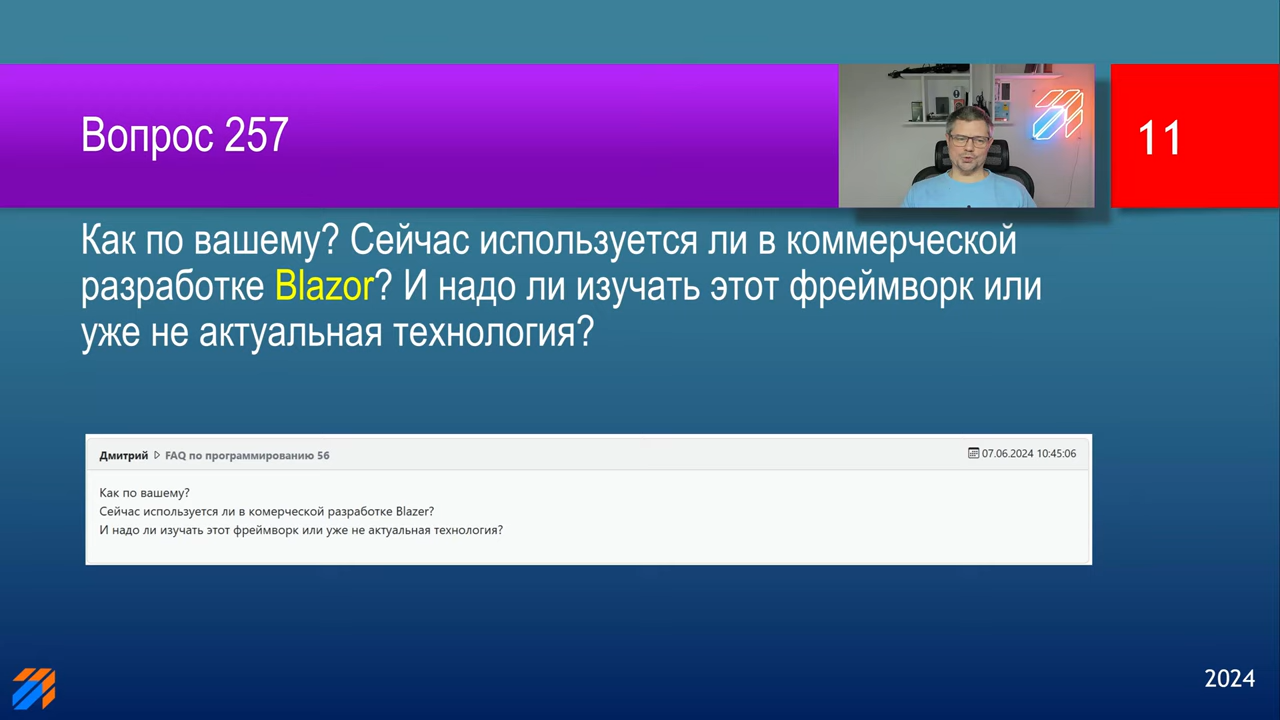 Вопрос 257
11
Как по вашему? Сейчас используется ли в коммерческой
разработке Blazor? И надо ли изучать этот фреймворк или
уже не актуальная технология?
Дмитрий ▷ FAQ по программированию 56
07.06.2024 10:45:06
Как по вашему?
Сейчас используется ли в комерческой разработке Blazer?
И надо ли изучать этот фреймворк или уже не актуальная технология?
2024